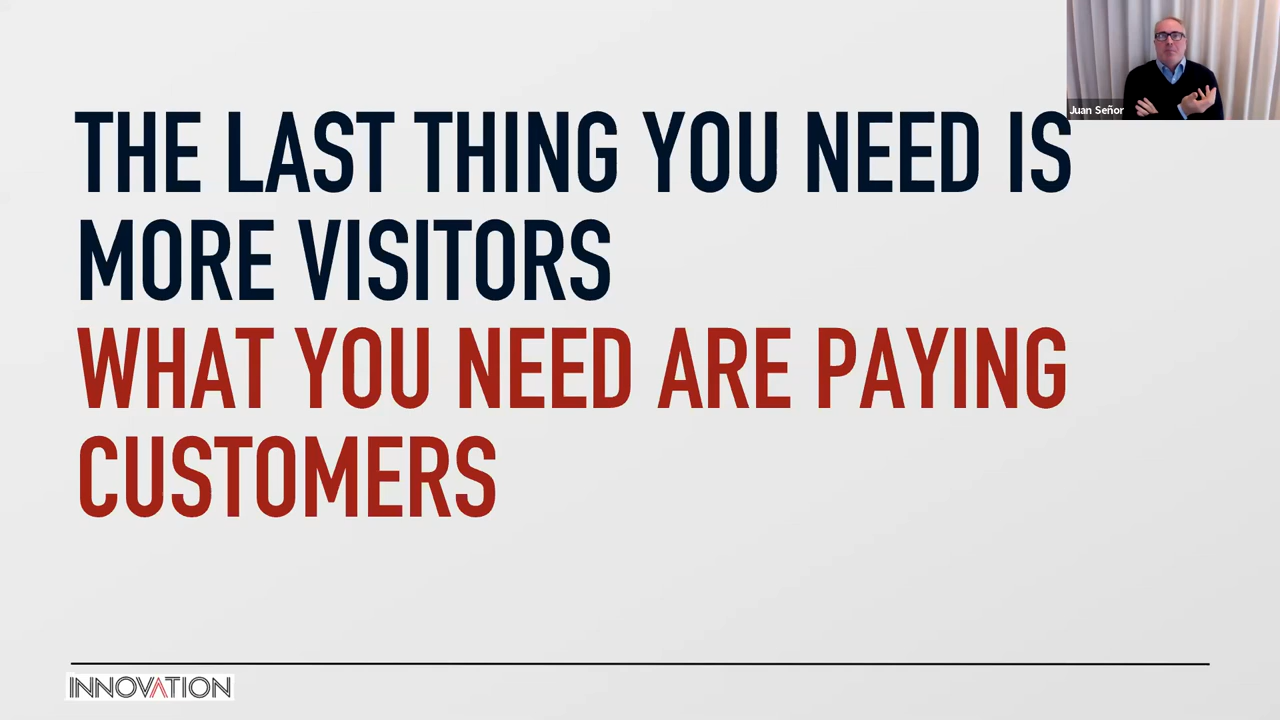 Juan Señor
THE LAST THING YOU NEED IS
MORE VISITORS
WHAT YOU NEED ARE PAYING
CUSTOMERS
INNOVATION